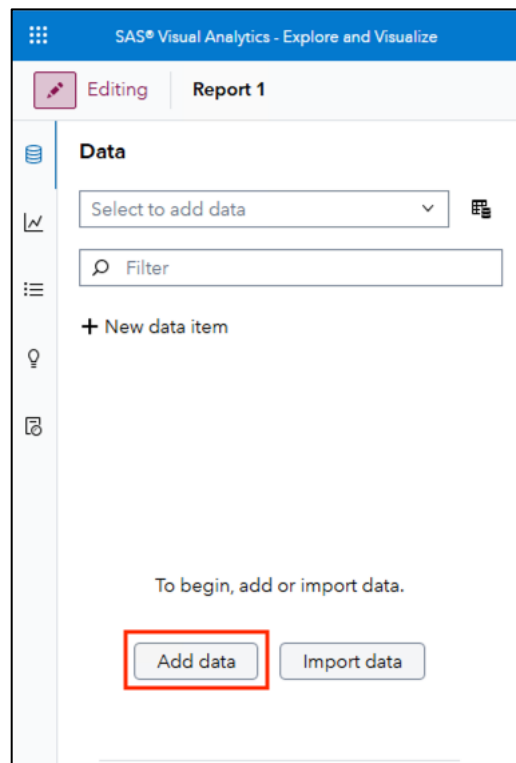 SAS® Visual Analytics - Explore and Visualize
Editing
Report 1
Data
Select to add data
Filter
New data item
To begin, add or import data.
Add data
Import data